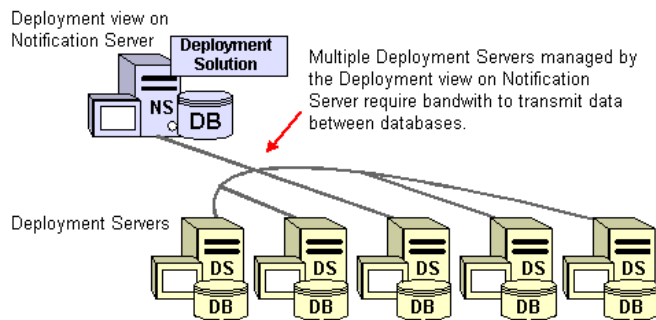 Deployment view on
Notification Server
Deployment
Solution
NS
DB
Multiple Deployment Servers managed by
the Deployment view on Notification
Server require bandwith to transmit data
between databases.
Deployment Servers
DS
DB
DS
DB
DS
DB
DS
DB
DS
DB